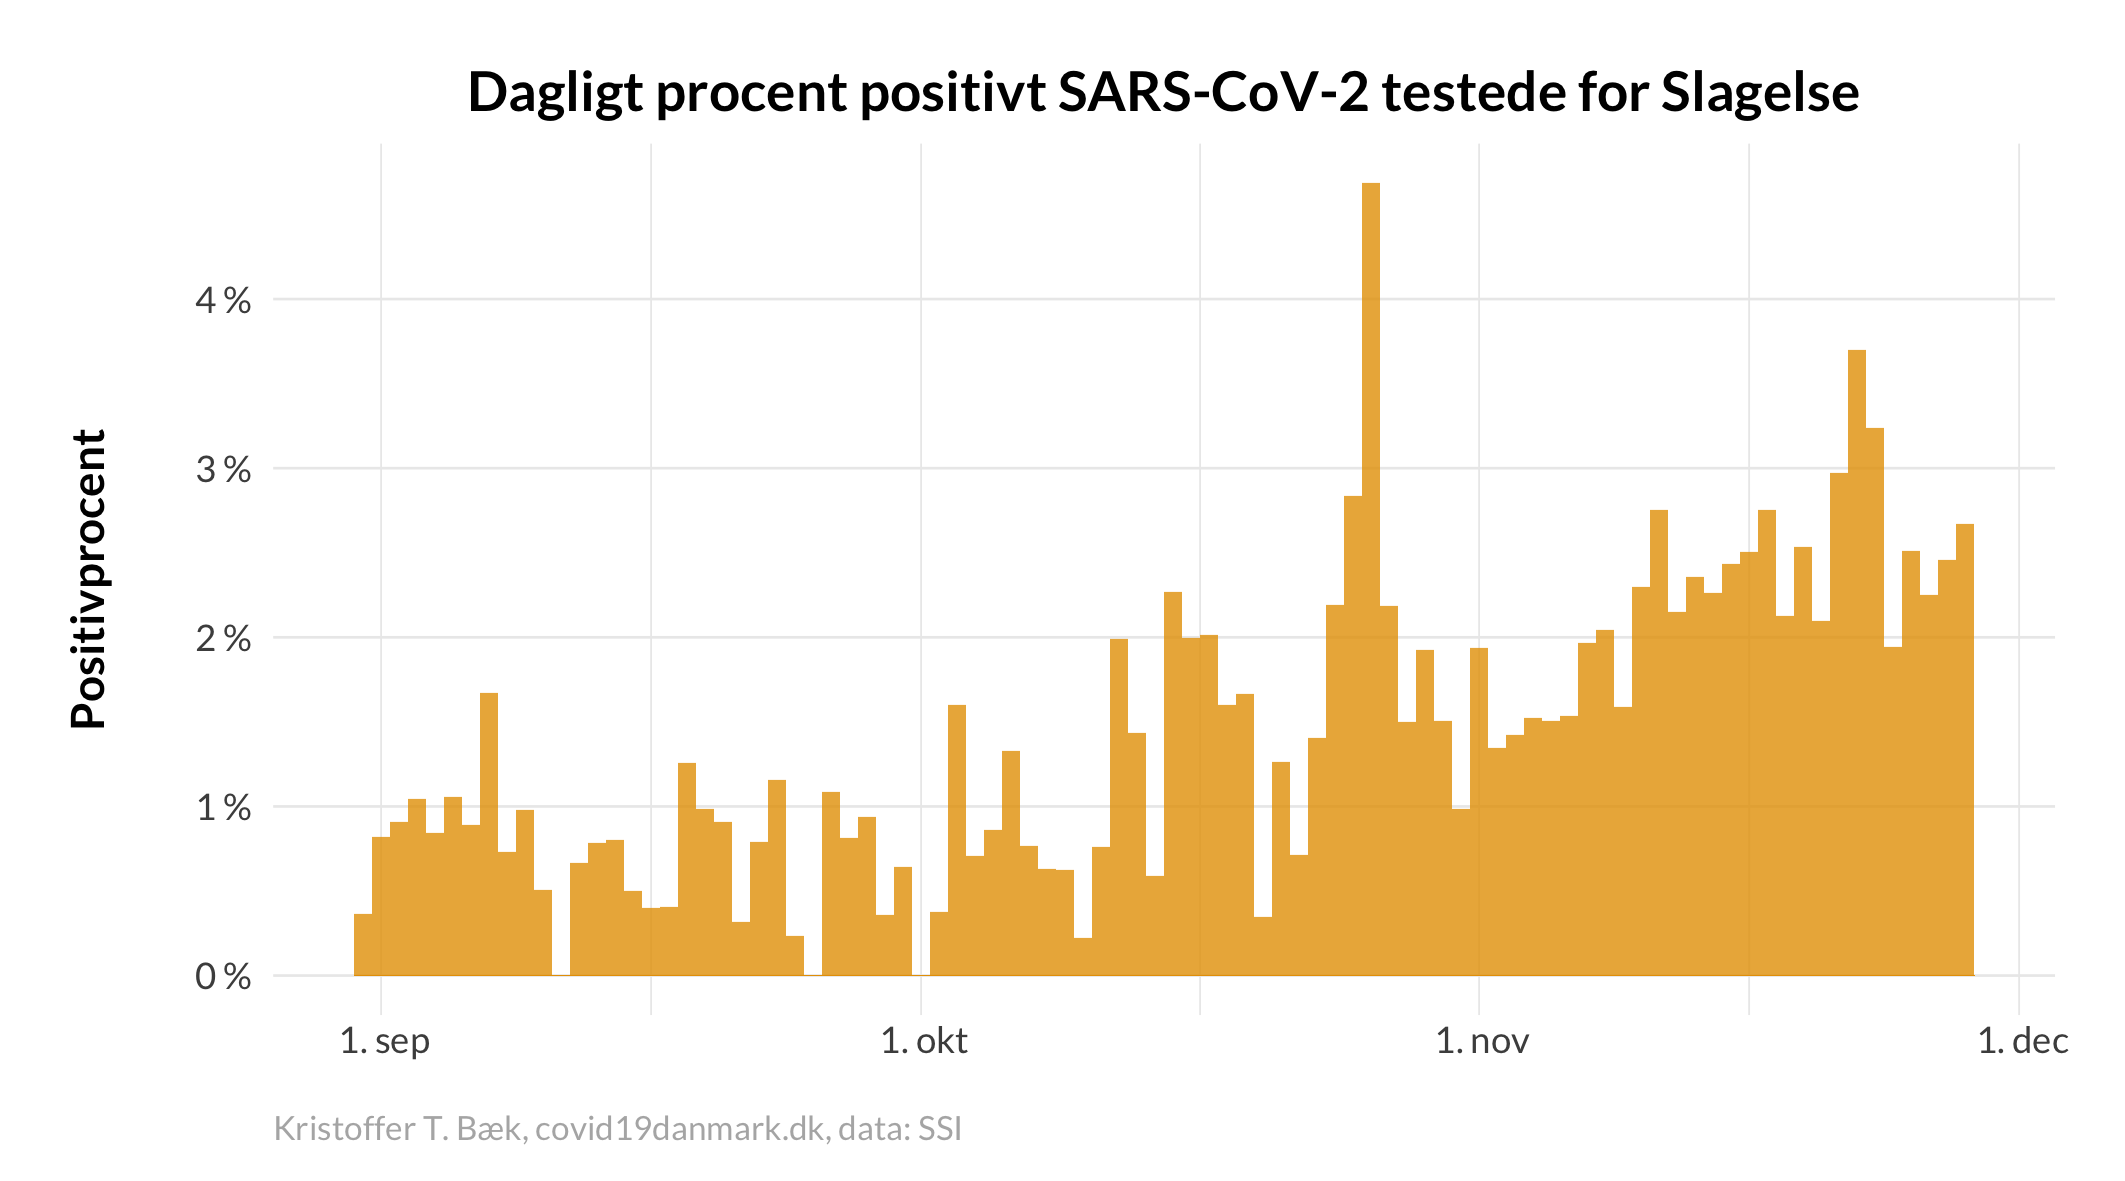 Dagligt procent positivt SARS-CoV-2 testede for Slagelse
Positivprocent
4 %
3 %
2 %
1 %
0 %
1. sep
1. okt
1. nov
1. dec
Kristoffer T. Bæk, covid19danmark.dk, data: SSI